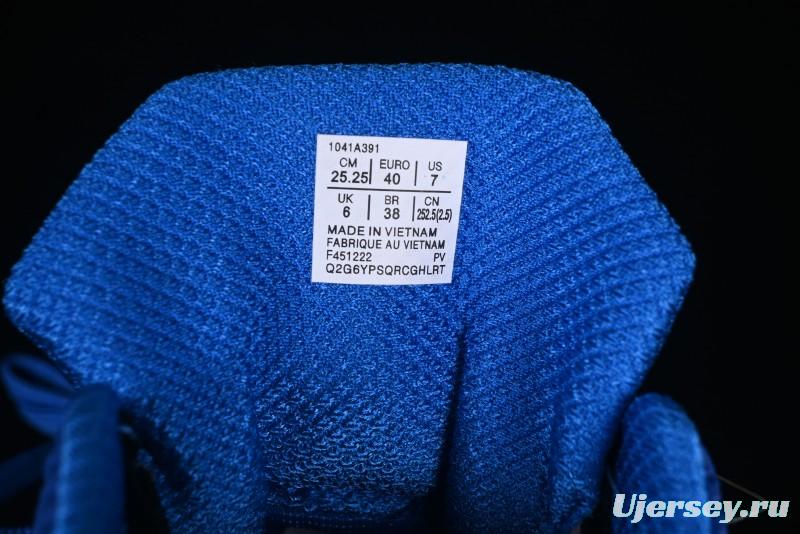 1041A391
CM | EURO | US
25.25 | 40 | 7
UK | BR | CN
6 | 38 | 252.5(2.5)
MADE IN VIETNAM
FABRIQUE AU VIETNAM
F451222 PV
Q2G6YPSQRCGHLRT
Ujersey.ru